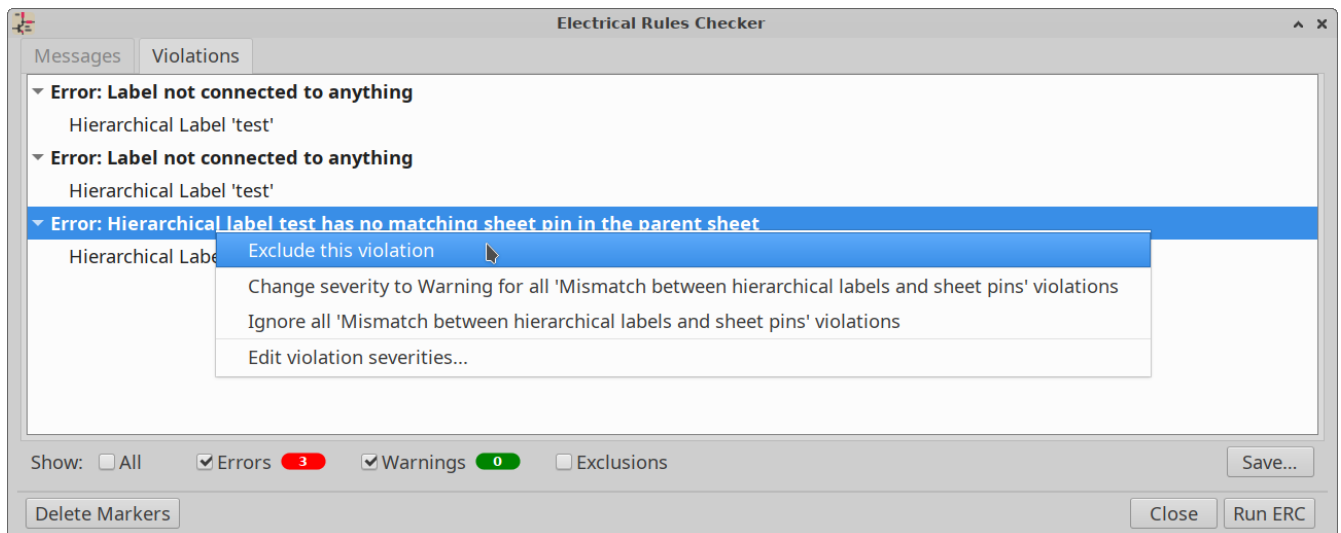 Electrical Rules Checker
Messages Violations
Error: Label not connected to anything
Hierarchical Label 'test'
Error: Label not connected to anything
Hierarchical Label 'test'
Error: Hierarchical label test has no matching sheet pin in the parent sheet
Hierarchical Labe
Exclude this violation
Change severity to Warning for all 'Mismatch between hierarchical labels and sheet pins' violations
Ignore all 'Mismatch between hierarchical labels and sheet pins' violations
Edit violation severities...
Show: All Errors 3 Warnings 0 Exclusions Save...
Delete Markers Close Run ERC